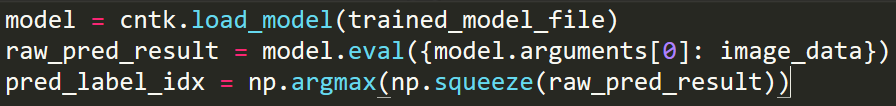 model = cntk.load_model(trained_model_file)
raw_pred_result = model.eval({model.arguments[0]: image_data})
pred_label_idx = np.argmax(np.squeeze(raw_pred_result))